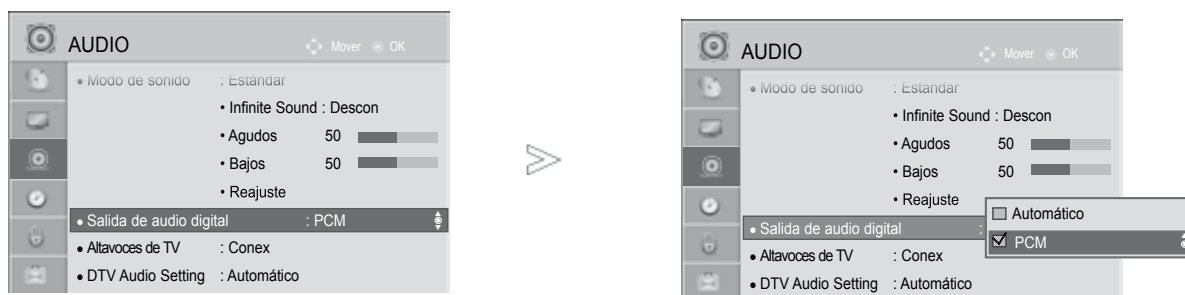 AUDIO Mover OK
• Modo de sonido : Estándar
• Infinite Sound : Descon
• Agudos 50
• Bajos 50
• Reajuste
• Salida de audio digital : PCM
• Altavoces de TV : Conex
• DTV Audio Setting : Automático
AUDIO Mover OK
• Modo de sonido : Estándar
• Infinite Sound : Descon
• Agudos 50
• Bajos 50
• Reajuste
• Salida de audio digital :
Automático
PCM
• Altavoces de TV : Conex
• DTV Audio Setting : Automático